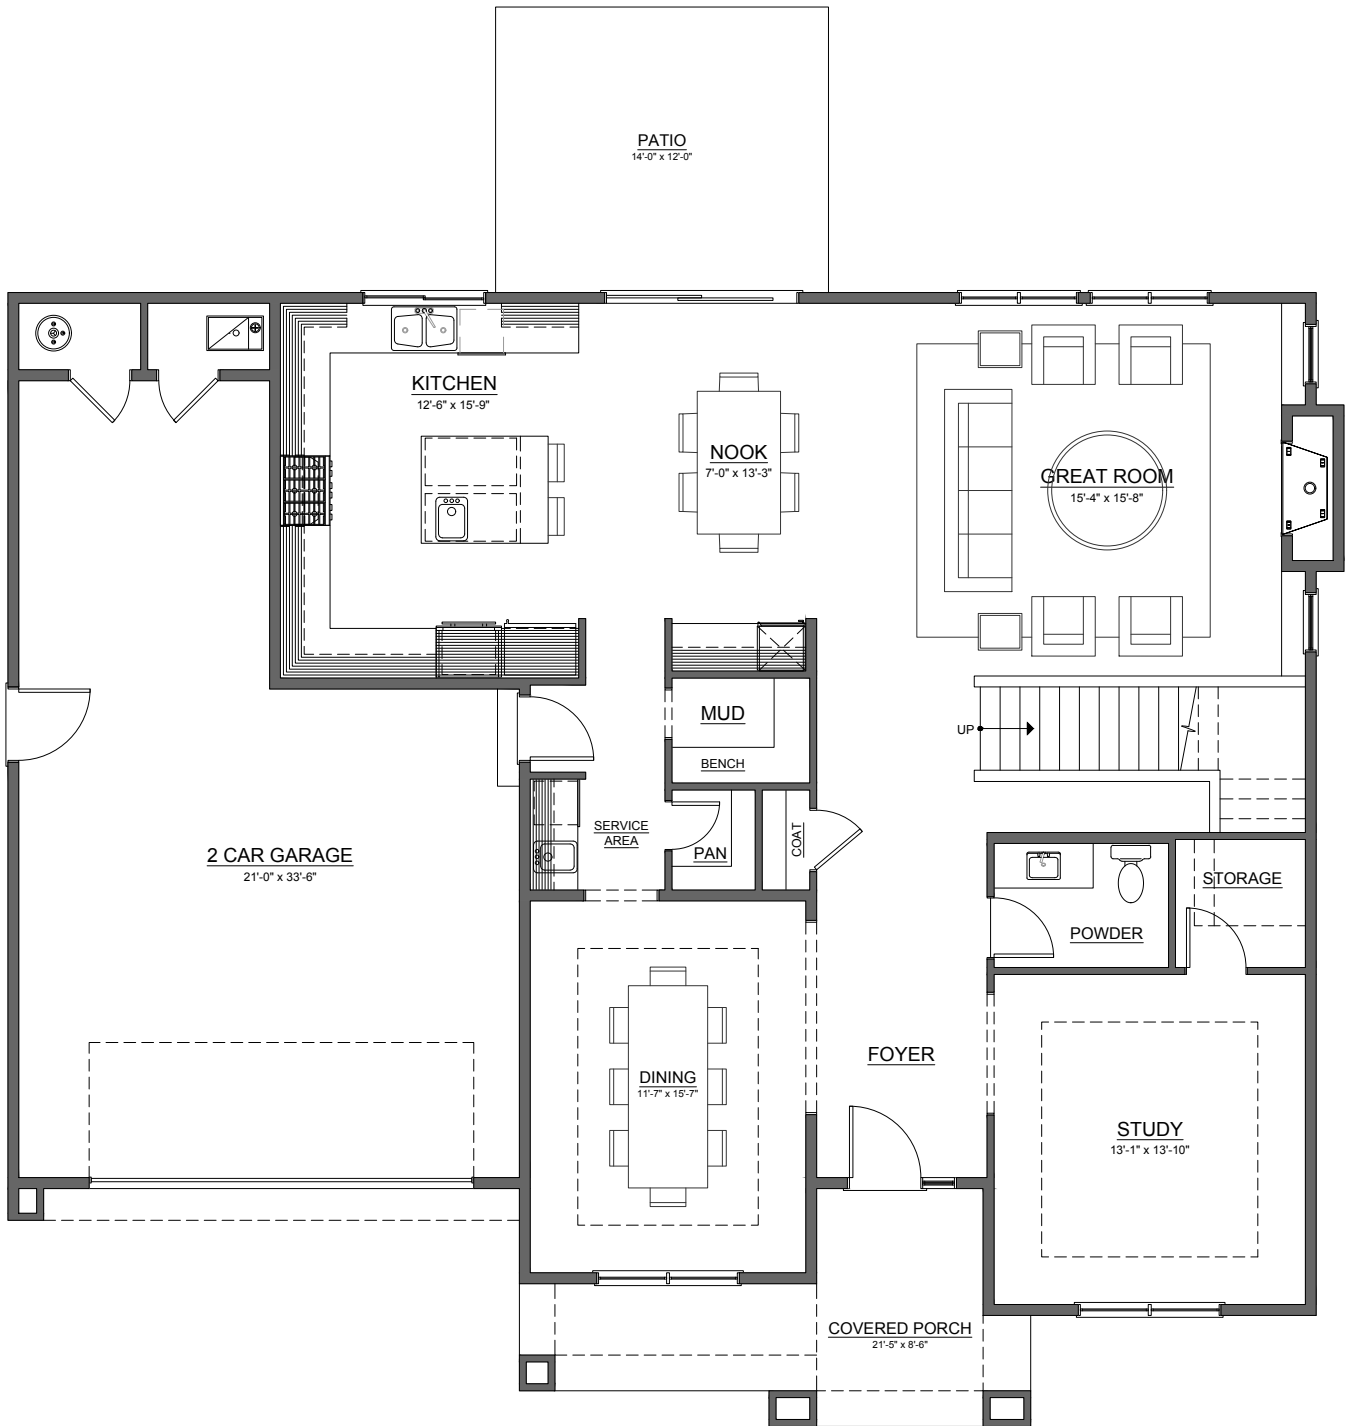 PATIO
14'-0" x 12'-0"
KITCHEN
12'-6" x 15'-9"
NOOK
7'-0" x 13'-3"
GREAT ROOM
15'-4" x 15'-8"
MUD
BENCH
UP
SERVICE
AREA
PAN
COAT
2 CAR GARAGE
21'-0" x 33'-6"
STORAGE
POWDER
FOYER
DINING
11'-7" x 15'-7"
STUDY
13'-1" x 13'-10"
COVERED PORCH
21'-5" x 8'-6"